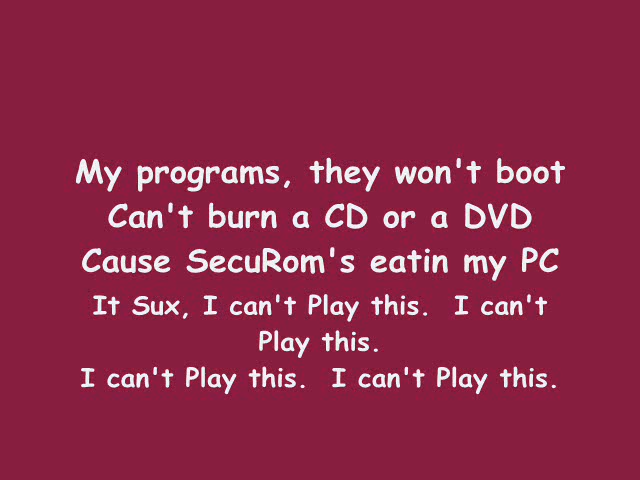 My programs, they won't boot
Can't burn a CD or a DVD
Cause SecuRom's eatin my PC
It Sux, I can't Play this.  I can't
Play this.
I can't Play this.  I can't Play this.